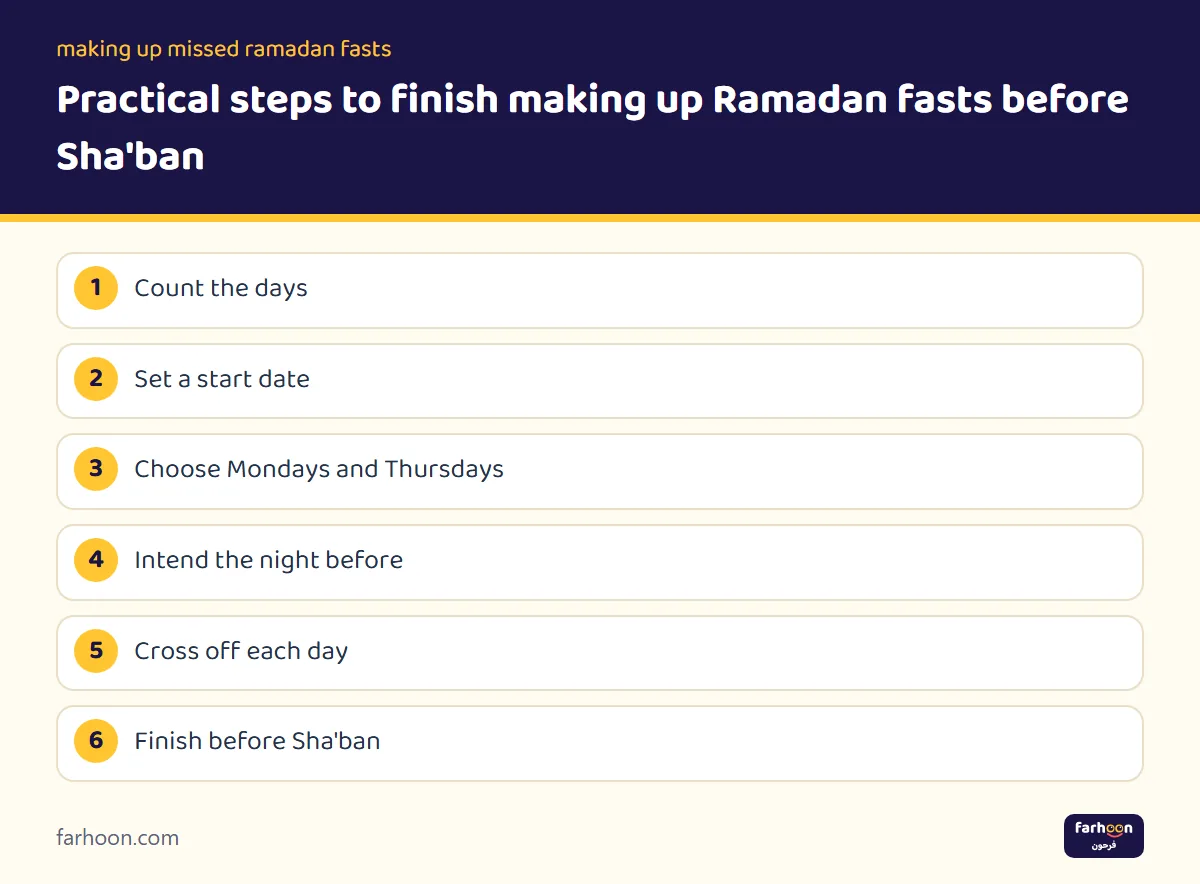 making up missed ramadan fasts
Practical steps to finish making up Ramadan fasts before
Sha'ban
1 Count the days
2 Set a start date
3 Choose Mondays and Thursdays
4 Intend the night before
5 Cross off each day
6 Finish before Sha'ban
farhoon.com
farhoon
فرحون